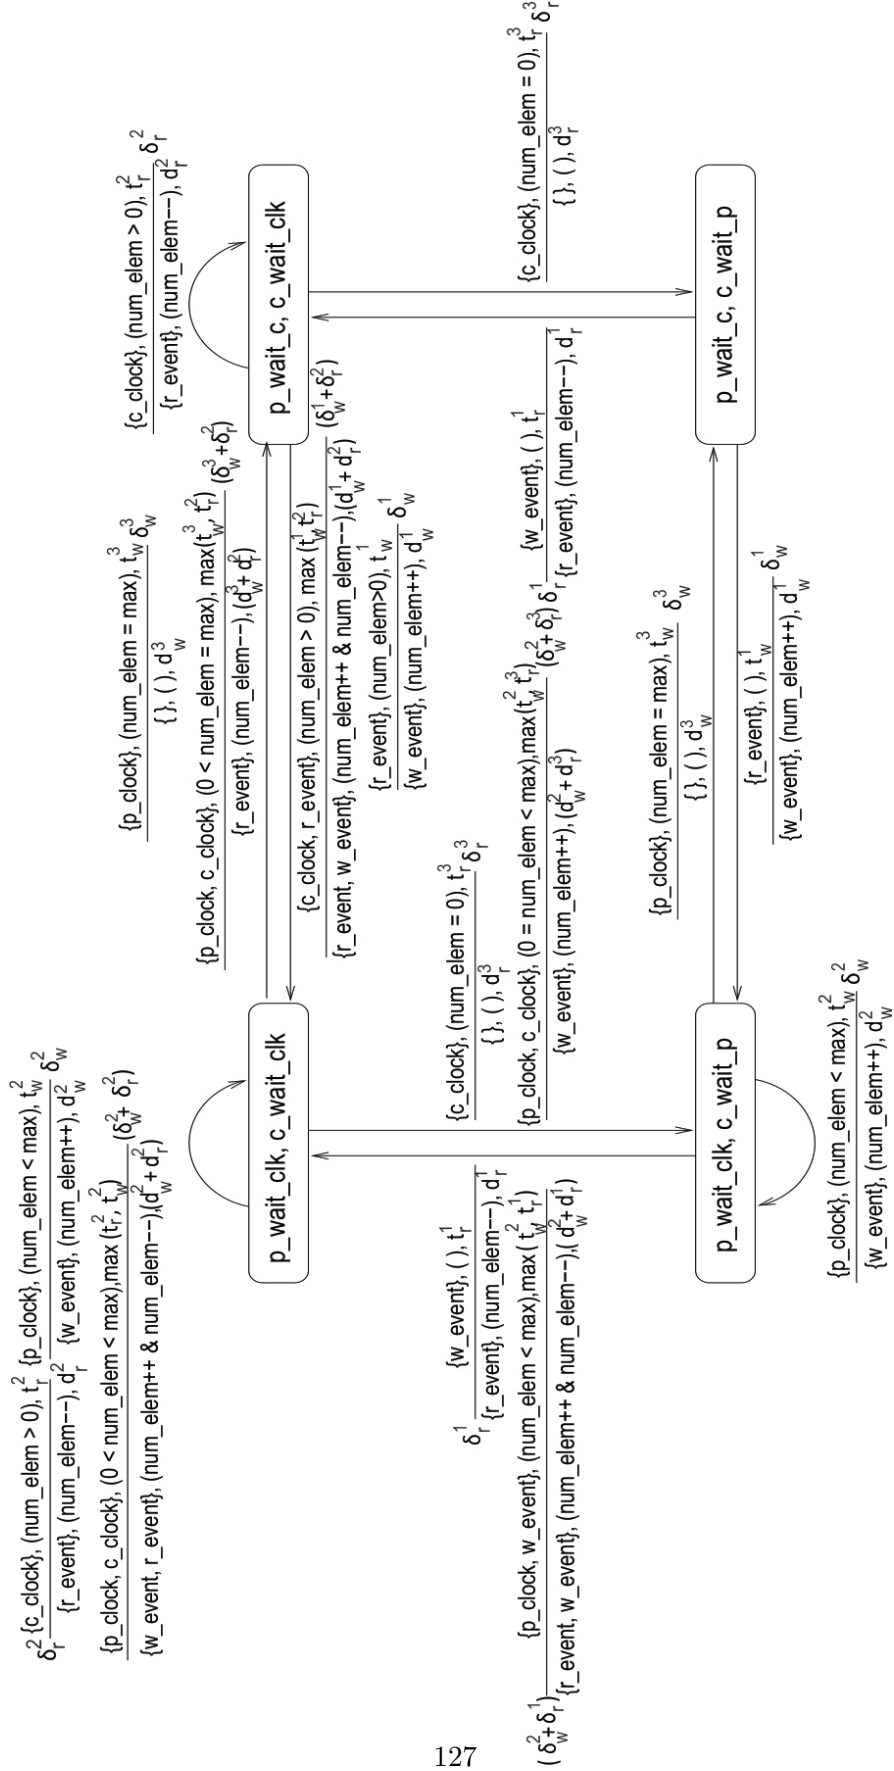 δ_r^2 {c_clock}, (num_elem > 0), t_r^2
{r_event}, (num_elem−−), d_r^2
{p_clock}, (num_elem < max), t_w^2 δ_w^2
{w_event}, (num_elem++), d_w^2
{p_clock, c_clock}, (0 < num_elem < max),max (t_r^2, t_w^2) (δ_w^2+ δ_r^2)
{w_event, r_event}, (num_elem++ & num_elem−−),(d_w^2 + d_r^2)
p_wait_clk, c_wait_clk
{p_clock}, (num_elem = max), t_w^3 δ_w^3
{ }, ( ), d_w^3
{p_clock, c_clock}, (0 < num_elem = max), max(t_w^3, t_r^2) (δ_w^3+δ_r^2)
{r_event}, (num_elem−−),(d_w^3+ d_r^2)
{c_clock, r_event}, (num_elem > 0), max (t_w^1, t_r^2) (δ_w^1+δ_r^2)
{r_event, w_event}, (num_elem++ & num_elem−−),(d_w^1+ d_r^2)
{r_event}, (num_elem>0), t_w^1 δ_w^1
{w_event}, (num_elem++), d_w^1
{c_clock}, (num_elem > 0), t_r^2 δ_r^2
{r_event}, (num_elem−−), d_r^2
p_wait_c, c_wait_clk
δ_r^1 {w_event}, ( ), t_r^1
{r_event}, (num_elem−−), d_r^1
{p_clock, w_event}, (num_elem < max),max( t_w^2, t_r^1)
(δ_w^2+δ_r^1)
{r_event, w_event}, (num_elem++ & num_elem−−),( d_w^2+d_r^1)
{c_clock}, (num_elem = 0), t_r^3 δ_r^3
{ }, ( ), d_r^3
{p_clock, c_clock}, (0 = num_elem < max),max(t_w^2, t_r^3) (δ_w^2+ δ_r^3)
{w_event}, (num_elem++), (d_w^2+d_r^3)
{w_event}, ( ), t_r^1
δ_r^1
{r_event}, (num_elem−−), d_r^1
{c_clock}, (num_elem = 0), t_r^3 δ_r^3
{ }, ( ), d_r^3
p_wait_clk, c_wait_p
{p_clock}, (num_elem = max), t_w^3 δ_w^3
{ }, ( ), d_w^3
{r_event}, ( ), t_w^1 δ_w^1
{w_event}, (num_elem++), d_w^1
p_wait_c, c_wait_p
{p_clock}, (num_elem < max), t_w^2 δ_w^2
{w_event}, (num_elem++), d_w^2
127